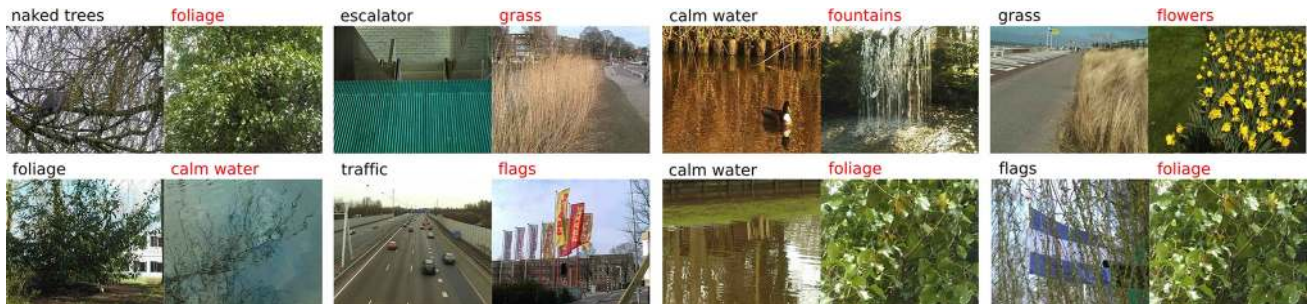 naked trees foliage escalator grass calm water fountains grass flowers
foliage calm water traffic flags calm water foliage flags foliage